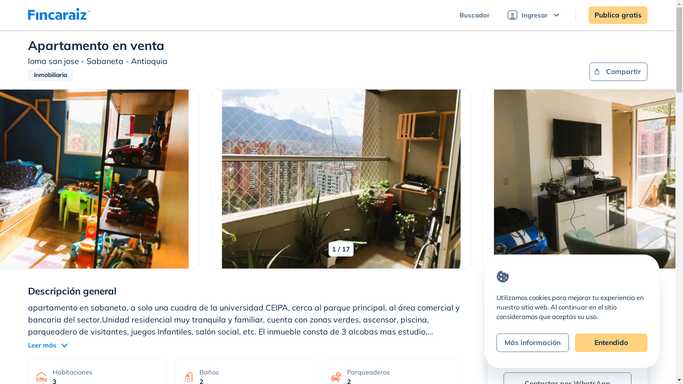 Fincaraiz
Buscador
Ingresar
Publica gratis
Apartamento en venta
loma san jose - Sabaneta - Antioquia
Inmobiliaria
Compartir
1 / 17
Descripción general
apartamento en sabaneta, a solo una cuadra de la universidad CEIPA, cerca al parque principal, al área comercial y
bancaria del sector.Unidad residencial muy tranquila y familiar, cuenta con zonas verdes, ascensor, piscina,
parqueadero de visitantes, juegos Infantiles, salón social, etc. El inmueble consta de 3 alcobas mas estudio,...
Leer más
Habitaciones
3
Baños
2
Parqueaderos
2
Utilizamos cookies para mejorar tu experiencia en
nuestro sitio web. Al continuar en el sitio
consideramos que aceptas su uso.
Más información
Entendido
Contactar por WhatsApp